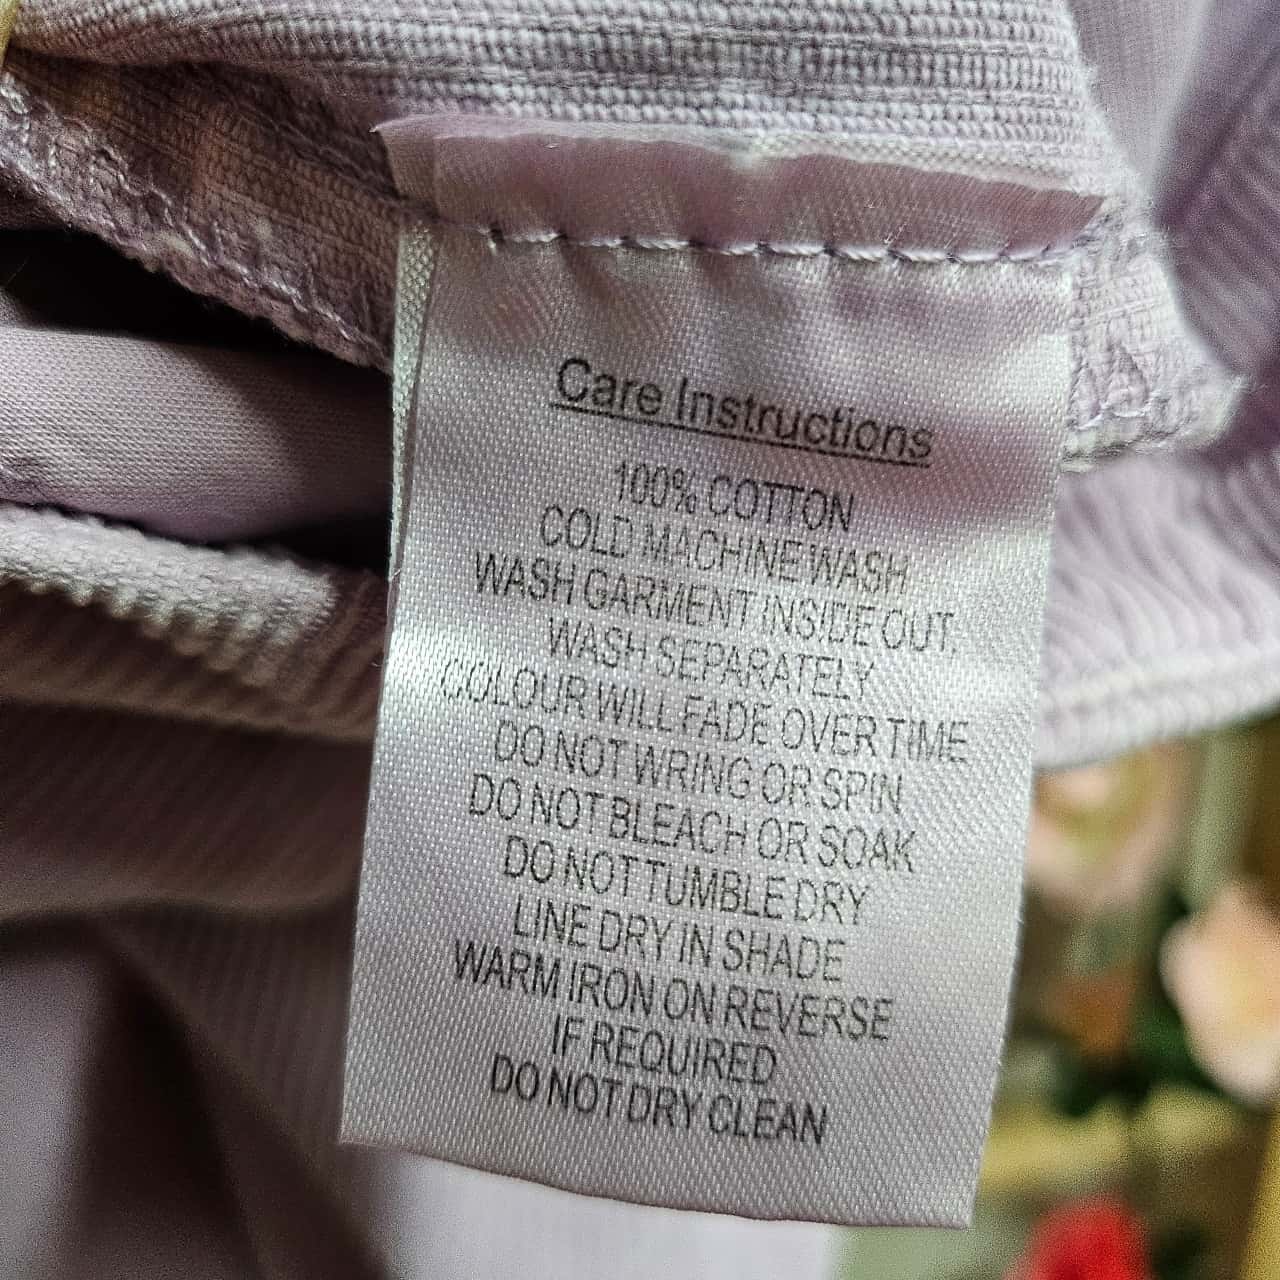 Care Instructions
100% COTTON
COLD MACHINE WASH
WASH GARMENT INSIDE OUT
WASH SEPARATELY
COLOUR WILL FADE OVER TIME
DO NOT WRING OR SPIN
DO NOT BLEACH OR SOAK
DO NOT TUMBLE DRY
LINE DRY IN SHADE
WARM IRON ON REVERSE
IF REQUIRED
DO NOT DRY CLEAN